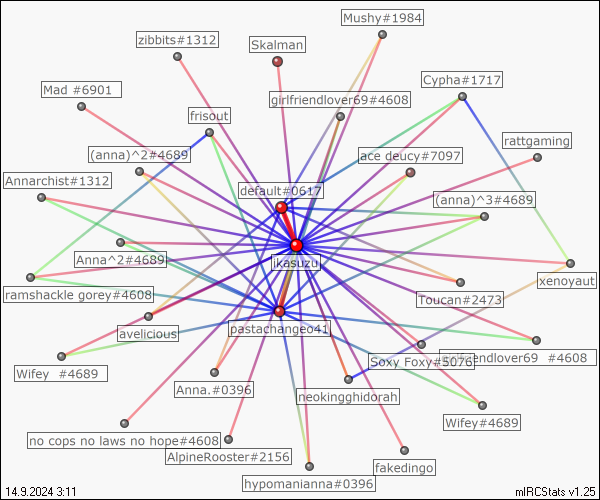 Mushy#1984
zibbits#1312
Skalman
Cypha#1717
Mad #6901
girlfriendlover69#4608
frisout
rattgaming
(anna)^2#4689
ace deucy#7097
Annarchist#1312
default#0617
(anna)^3#4689
Anna^2#4689
ikasuzu
xenoyaut
ramshackle gorey#4608
Toucan#2473
avelicious
pastachangeo41
Soxy Foxy#5076
girlfriendlover69 #4608
Wifey #4689
Anna.#0396
neokingghidorah
Wifey#4689
no cops no laws no hope#4608
AlpineRooster#2156
fakedingo
hypomanianna#0396
14.9.2024 3:11
mIRCStats v1.25